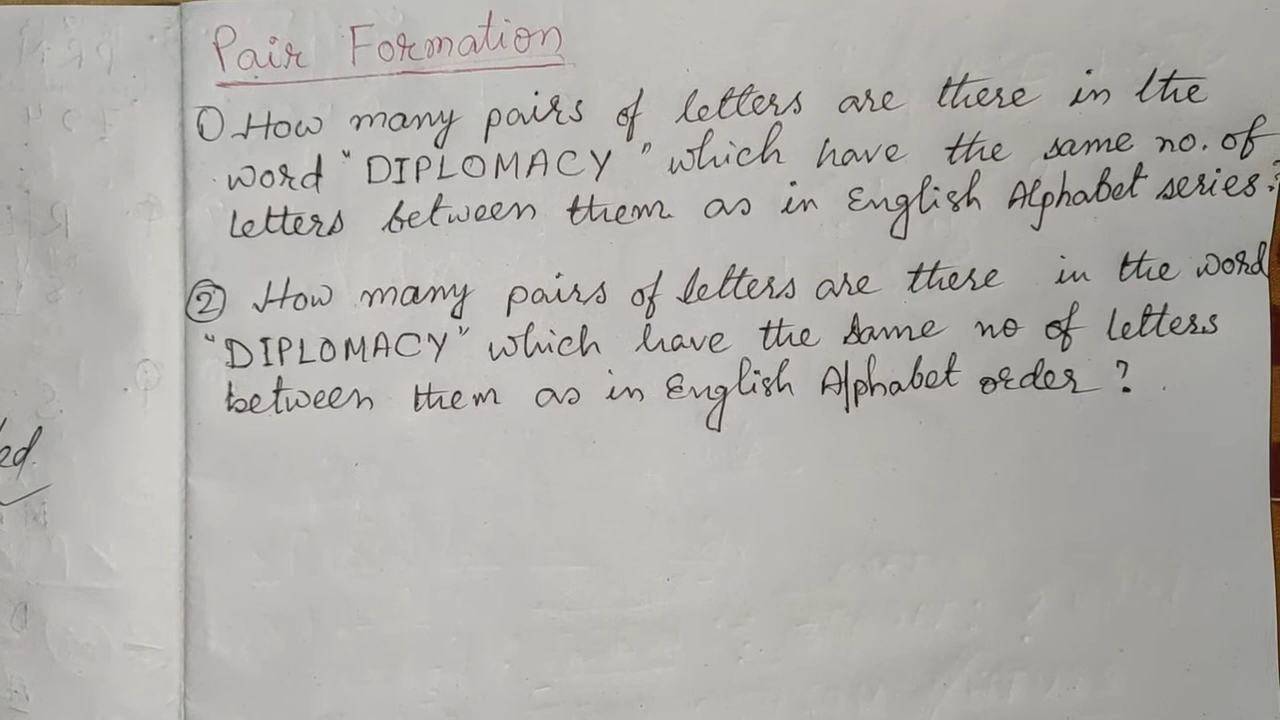 Pair Formation
1) How many pairs of letters are there in the
word "DIPLOMACY" which have the same no. of
letters between them as in English Alphabet series?
2 How many pairs of letters are there in the word
"DIPLOMACY" which have the same no of letters
between them as in English Alphabet order ?
ed.